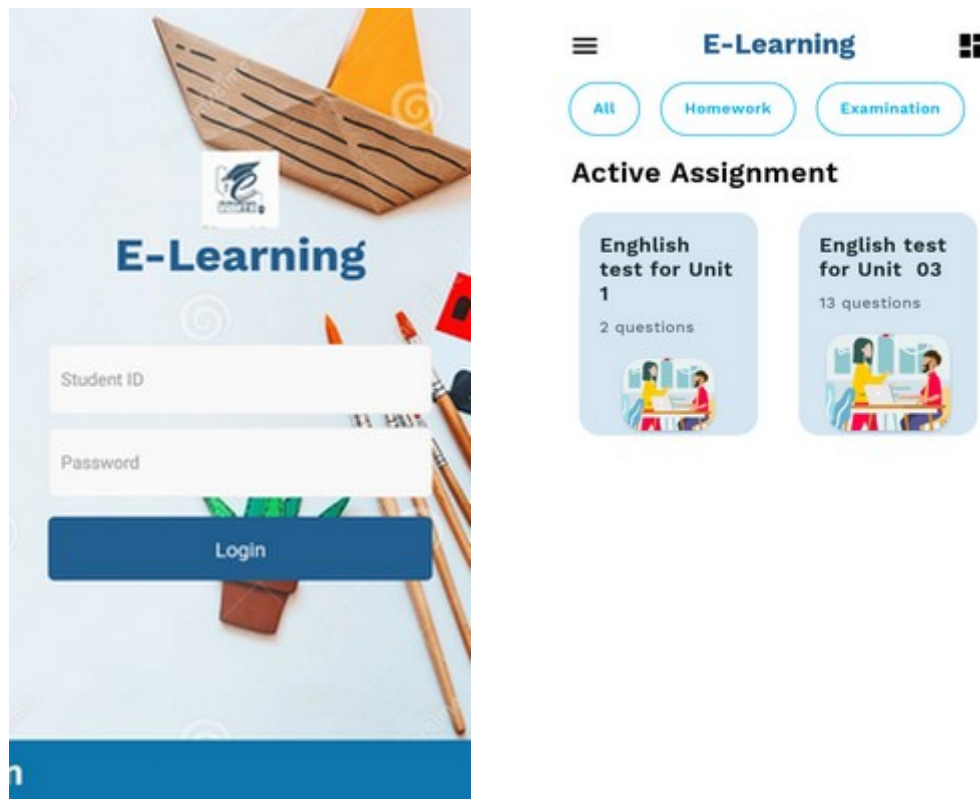 E-Learning
Student ID
Password
Login
E-Learning
All
Homework
Examination
Active Assignment
Enghlish
test for Unit
1
2 questions
English test
for Unit 03
13 questions